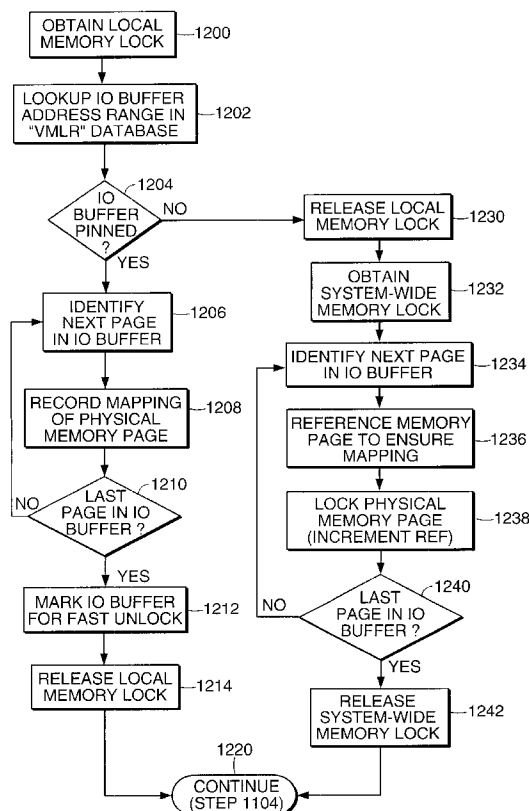 OBTAIN LOCAL
MEMORY LOCK
1200
LOOKUP IO BUFFER
ADDRESS RANGE IN
"VMLR" DATABASE
1202
1204
IO
BUFFER
PINNED
?
NO
YES
IDENTIFY
NEXT PAGE
IN IO BUFFER
1206
RECORD MAPPING
OF PHYSICAL
MEMORY PAGE
1208
1210
LAST
PAGE IN IO
BUFFER ?
NO
YES
MARK IO BUFFER
FOR FAST UNLOCK
1212
RELEASE LOCAL
MEMORY LOCK
1214
RELEASE LOCAL
MEMORY LOCK
1230
OBTAIN
SYSTEM-WIDE
MEMORY LOCK
1232
IDENTIFY NEXT PAGE
IN IO BUFFER
1234
REFERENCE MEMORY
PAGE TO ENSURE
MAPPING
1236
LOCK PHYSICAL
MEMORY PAGE
(INCREMENT REF)
1238
1240
LAST
PAGE IN IO
BUFFER ?
NO
YES
RELEASE
SYSTEM-WIDE
MEMORY LOCK
1242
1220
CONTINUE
(STEP 1104)